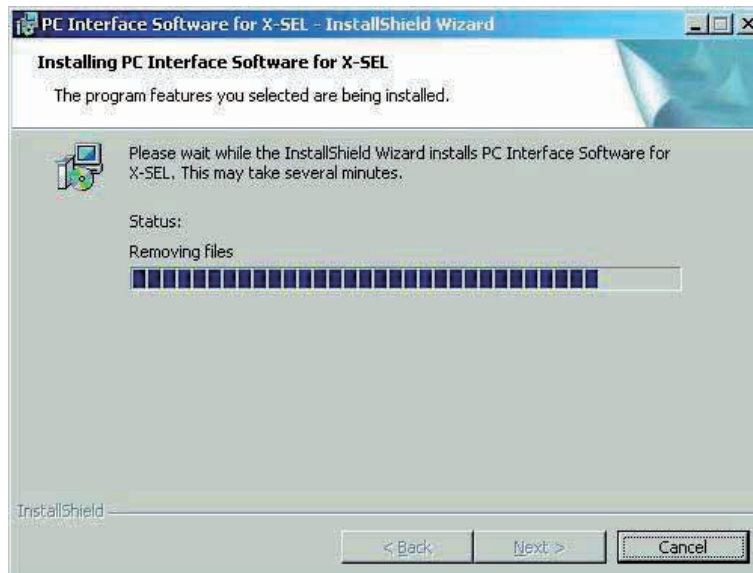 PC Interface Software for X-SEL - InstallShield Wizard
Installing PC Interface Software for X-SEL
The program features you selected are being installed.
Please wait while the InstallShield Wizard installs PC Interface Software for
X-SEL. This may take several minutes.
Status:
Removing files
InstallShield
< Back
Next >
Cancel